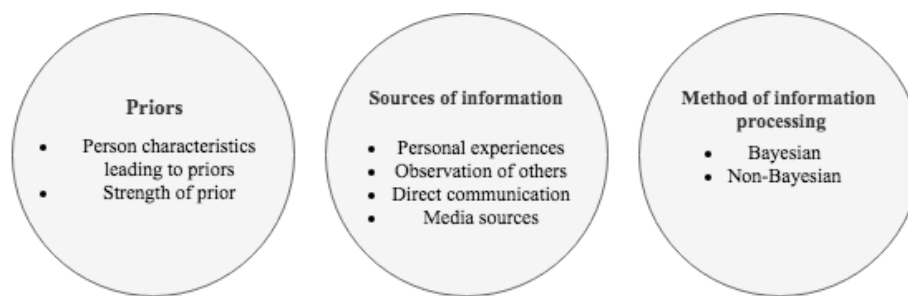 Priors
• Person characteristics
leading to priors
• Strength of prior
Sources of information
• Personal experiences
• Observation of others
• Direct communication
• Media sources
Method of information
processing
• Bayesian
• Non-Bayesian